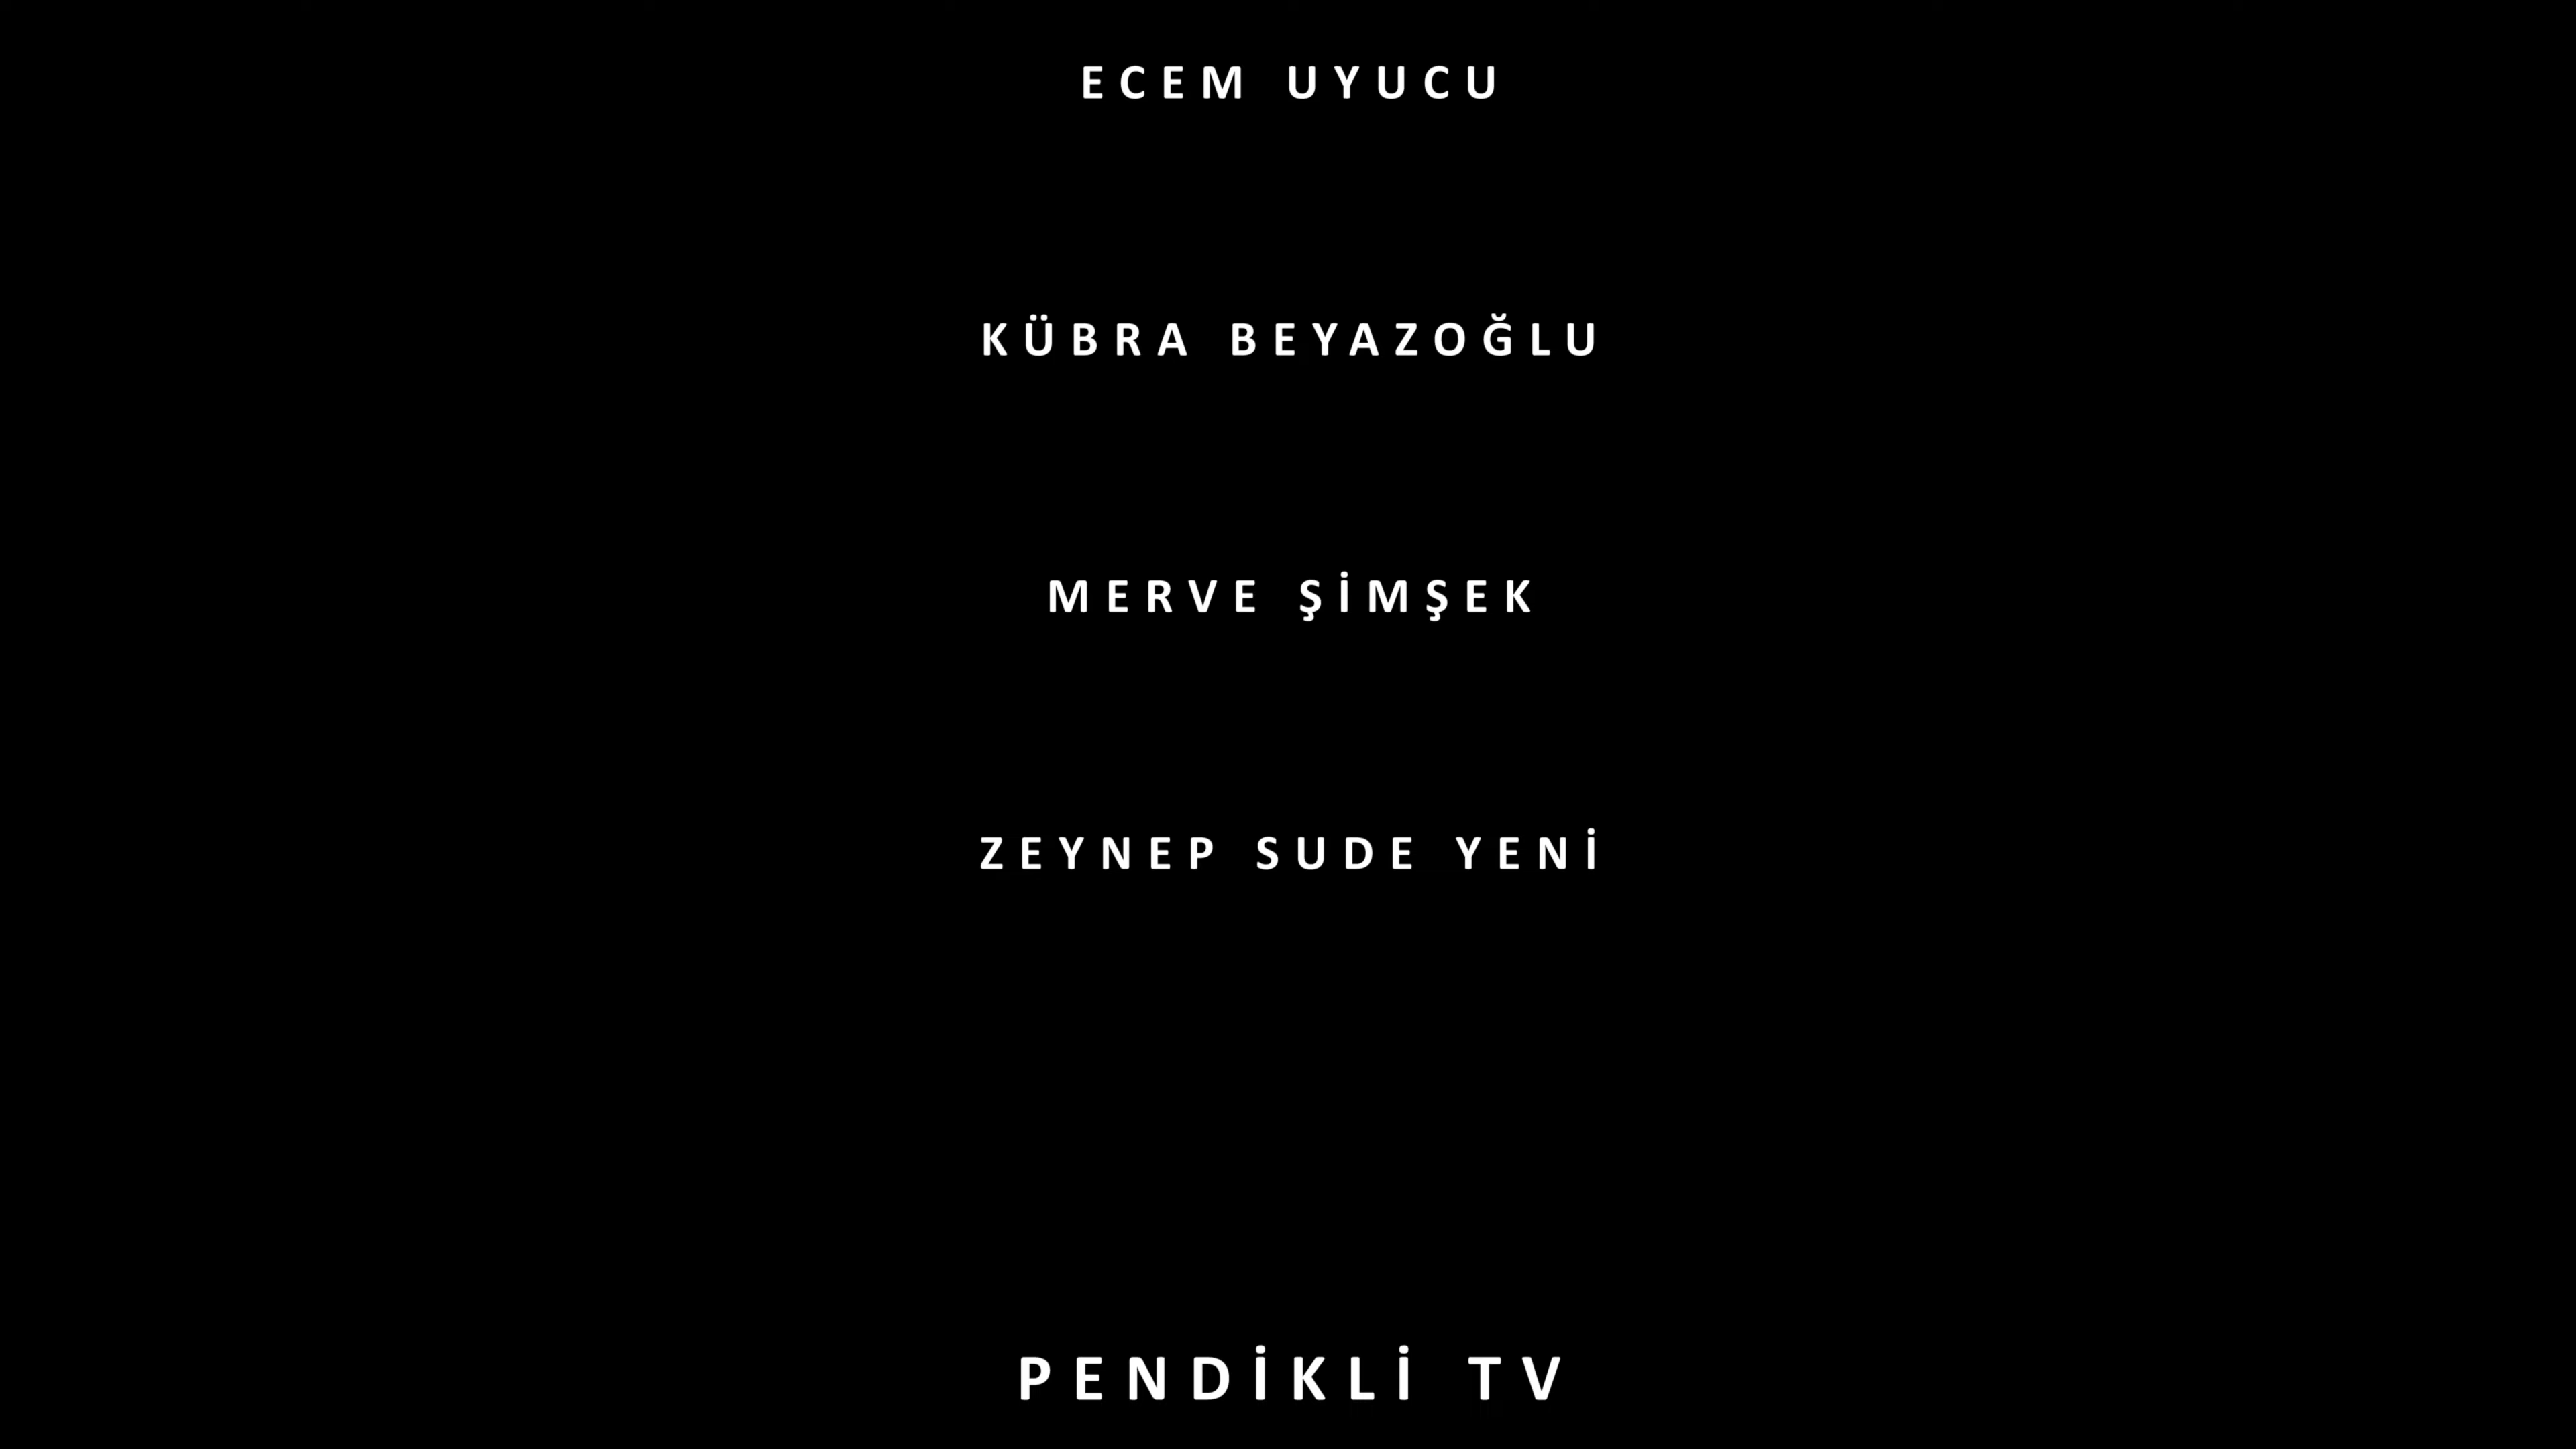 ECEM UYUCU
KÜBRA BEYAZOĞLU
MERVE ŞİMŞEK
ZEYNEP SUDE YENİ
PENDİKLİ TV